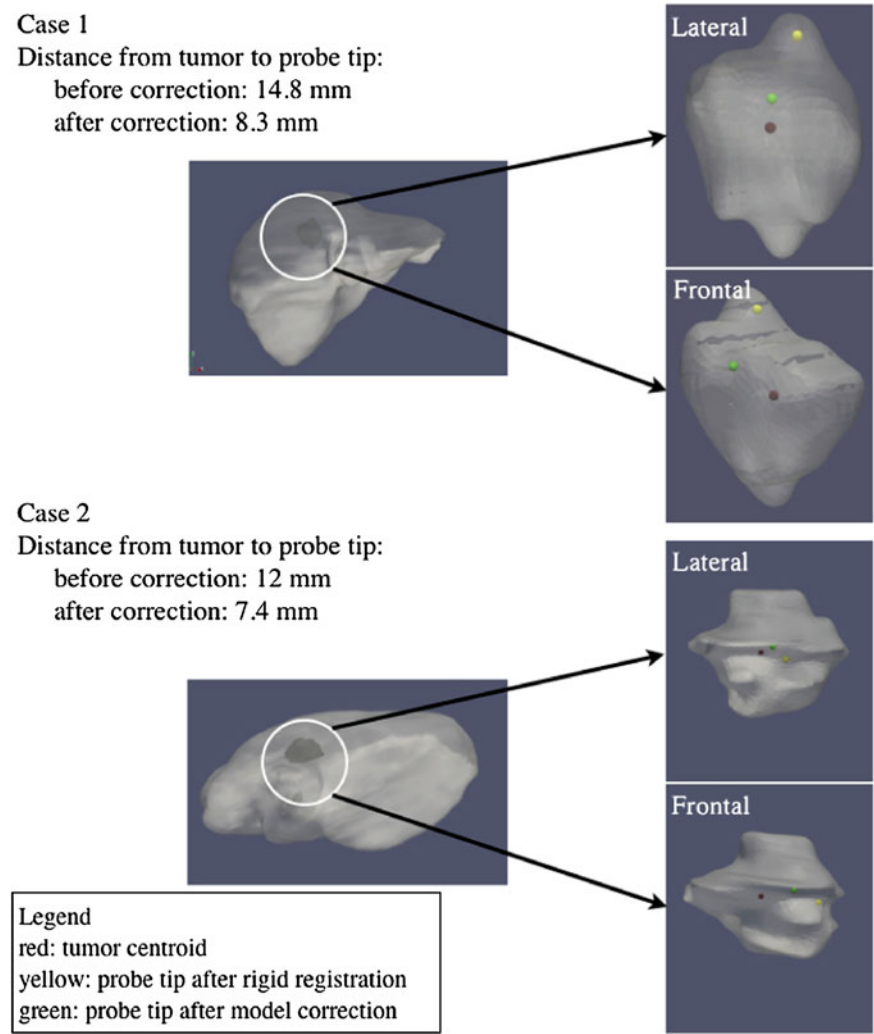 Case 1
Distance from tumor to probe tip:
before correction: 14.8 mm
after correction: 8.3 mm
Lateral
Frontal
Case 2
Distance from tumor to probe tip:
before correction: 12 mm
after correction: 7.4 mm
Lateral
Frontal
Legend
red: tumor centroid
yellow: probe tip after rigid registration
green: probe tip after model correction